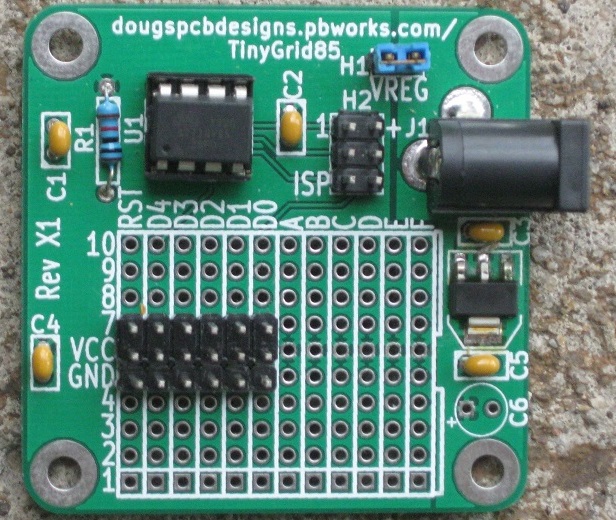 dougspcbdesigns.pbworks.com/
TinyGrid85
H1
VREG
C2
H2
R1
U1
1
+
J1
C1
ISP
RST D4 D3 D2 D1 D0 A B C D E F
C3
Rev X1
10
9
8
7
C4
VCC
GND
C5
4
+
C6
3
2
1